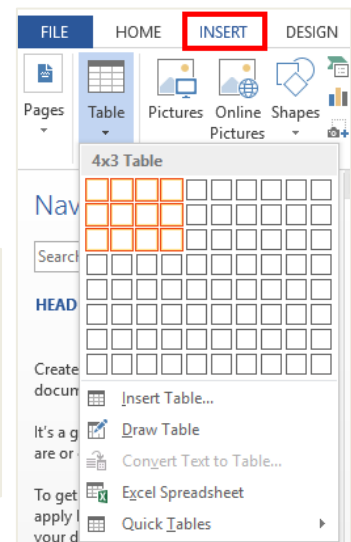 FILE HOME INSERT DESIGN
Pages Table Pictures Online Pictures Shapes
4x3 Table
Nav
Search
HEAD
Create
docum
It's a g
are or
To get
apply
your d
Insert Table...
Draw Table
Convert Text to Table...
Excel Spreadsheet
Quick Tables